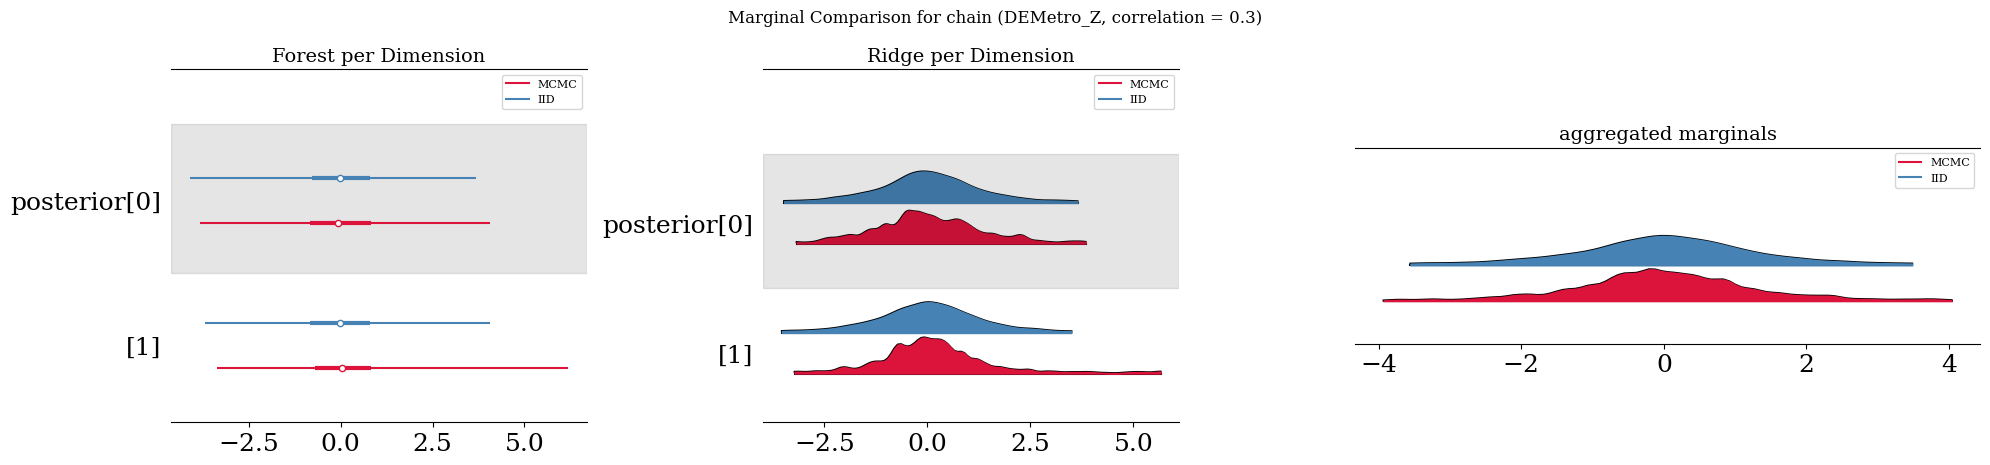 Marginal Comparison for chain (DEMetro_Z, correlation = 0.3)
Forest per Dimension
MCMC
IID
posterior[0]
[1]
−2.5 0.0 2.5 5.0
Ridge per Dimension
MCMC
IID
posterior[0]
[1]
−2.5 0.0 2.5 5.0
aggregated marginals
MCMC
IID
−4 −2 0 2 4